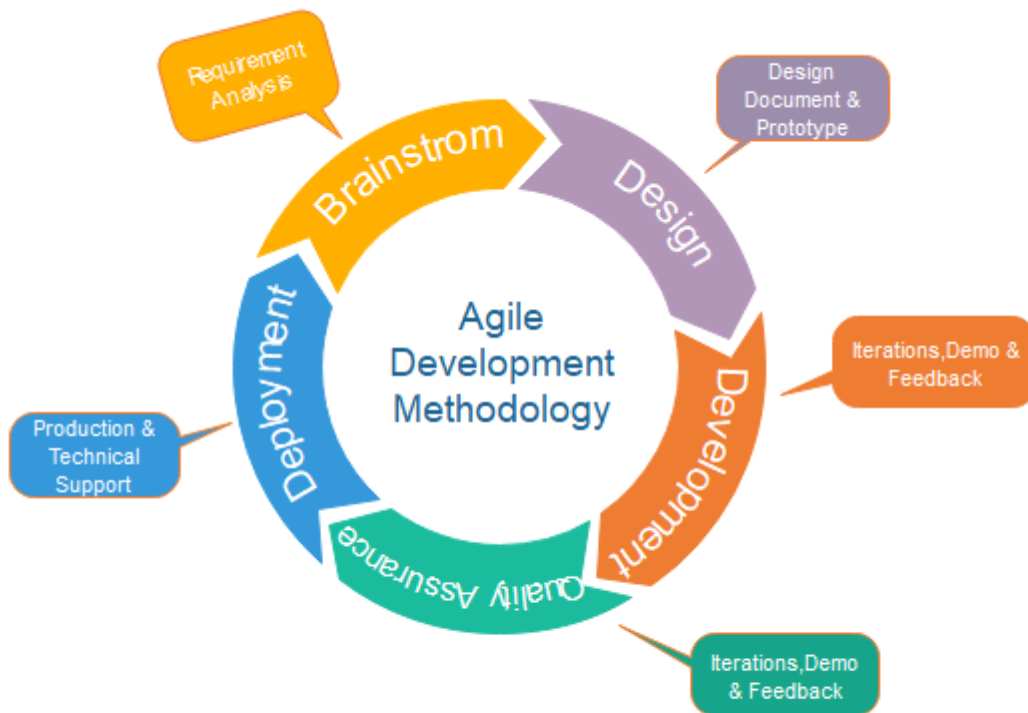 Requirement
Analysis
Brainstrom
Design
Document &
Prototype
Design
Iterations,Demo &
Feedback
Development
Agile
Development
Methodology
Deployment
Production &
Technical
Support
Quality Assurance
Iterations,Demo
& Feedback